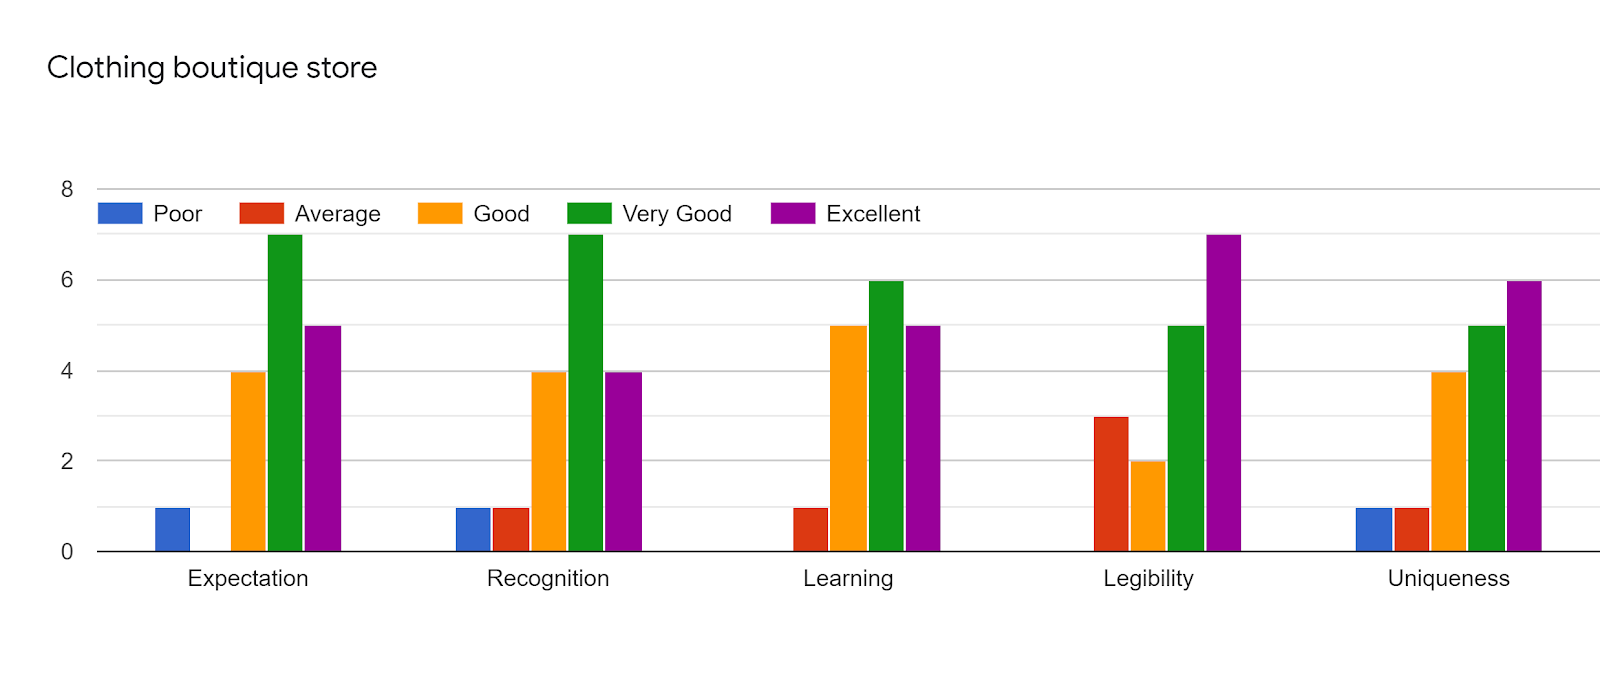 Clothing boutique store
8
Poor Average Good Very Good Excellent
6
4
2
0
Expectation Recognition Learning Legibility Uniqueness